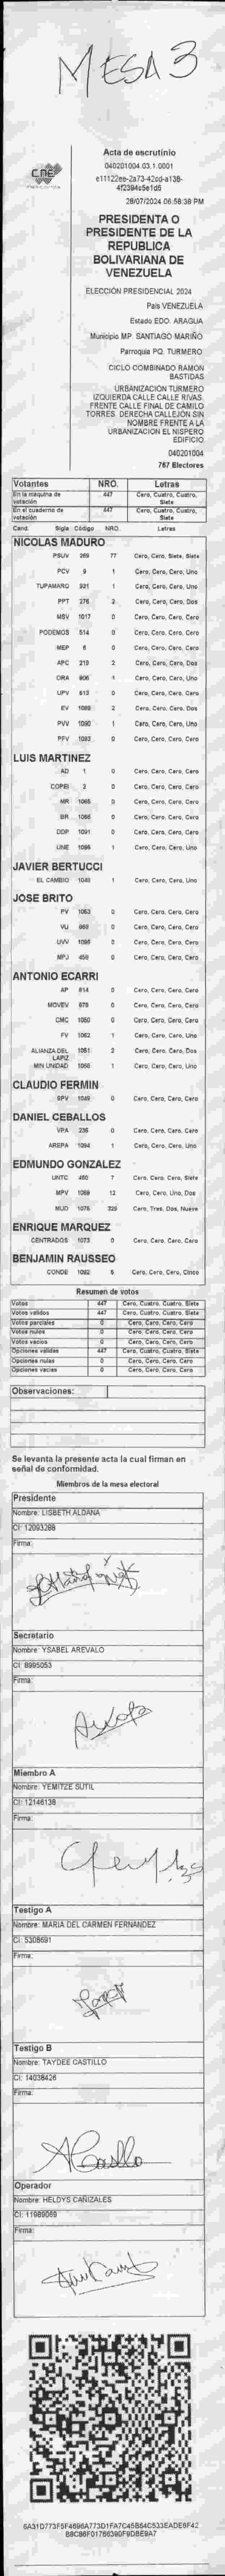 MESA 3
CNE
Acta de escrutinio
040201004.03.1.0001
e11122ee-2a73-42cd-a138-
4f2394c5e1d6
28/07/2024 06:58:38 PM
PRESIDENTA O
PRESIDENTE DE LA
REPUBLICA
BOLIVARIANA DE
VENEZUELA
ELECCIÓN PRESIDENCIAL 2024
País VENEZUELA
Estado EDO. ARAGUA
Municipio MP. SANTIAGO MARIÑO
Parroquia PQ. TURMERO
CICLO COMBINADO RAMON
BASTIDAS
URBANIZACION TURMERO
IZQUIERDA CALLE CALLE RIVAS.
FRENTE CALLE FINAL DE CAMILO
TORRES. DERECHA CALLEJÓN SIN
NOMBRE FRENTE A LA
URBANIZACION EL NISPERO
EDIFICIO
040201004
767 Electores
Votantes NRO. Letras
En la máquina de votación 447 Cero, Cuatro, Cuatro, Siete
En el cuaderno de votación 447 Cero, Cuatro, Cuatro, Siete
Cand Sigla Código NRO. Letras
NICOLAS MADURO
PSUV 269 77 Cero, Cero, Siete, Siete
PCV 9 1 Cero, Cero, Cero, Uno
TUPAMARO 931 1 Cero, Cero, Cero, Uno
PPT 276 2 Cero, Cero, Cero, Dos
MSV 1017 0 Cero, Cero, Cero, Cero
PODEMOS 514 0 Cero, Cero, Cero, Cero
MEP 6 0 Cero, Cero, Cero, Cero
APC 219 2 Cero, Cero, Cero, Dos
ORA 906 1 Cero, Cero, Cero, Uno
UPV 613 0 Cero, Cero, Cero, Cero
EV 1089 2 Cero, Cero, Cero, Dos
PVV 1090 1 Cero, Cero, Cero, Uno
PFV 1093 0 Cero, Cero, Cero, Cero
LUIS MARTINEZ
AD 1 0 Cero, Cero, Cero, Cero
COPEI 2 0 Cero, Cero, Cero, Cero
MR 1065 0 Cero, Cero, Cero, Cero
BR 1066 0 Cero, Cero, Cero, Cero
DDP 1091 0 Cero, Cero, Cero, Cero
UNE 1096 1 Cero, Cero, Cero, Uno
JAVIER BERTUCCI
EL CAMBIO 1048 1 Cero, Cero, Cero, Uno
JOSE BRITO
PV 1063 0 Cero, Cero, Cero, Cero
VU 869 0 Cero, Cero, Cero, Cero
UVV 1094 0 Cero, Cero, Cero, Cero
MPJ 458 0 Cero, Cero, Cero, Cero
ANTONIO ECARRI
AP 814 0 Cero, Cero, Cero, Cero
MOVEV 679 0 Cero, Cero, Cero, Cero
CMC 1050 0 Cero, Cero, Cero, Cero
FV 1062 1 Cero, Cero, Cero, Uno
ALIANZA DEL LAPIZ 1051 2 Cero, Cero, Cero, Dos
MIN UNIDAD 1056 1 Cero, Cero, Cero, Uno
CLAUDIO FERMIN
SPV 1049 0 Cero, Cero, Cero, Cero
DANIEL CEBALLOS
VPA 238 0 Cero, Cero, Cero, Cero
AREPA 1084 1 Cero, Cero, Cero, Uno
EDMUNDO GONZALEZ
UNTC 460 7 Cero, Cero, Cero, Siete
MPV 1069 12 Cero, Cero, Uno, Dos
MUD 1076 329 Cero, Tres, Dos, Nueve
ENRIQUE MARQUEZ
CENTRADOS 1073 0 Cero, Cero, Cero, Cero
BENJAMIN RAUSSEO
CONDE 1092 5 Cero, Cero, Cero, Cinco
Resumen de votos
Votos 447 Cero, Cuatro, Cuatro, Siete
Votos válidos 447 Cero, Cuatro, Cuatro, Siete
Votos parciales 0 Cero, Cero, Cero, Cero
Votos nulos 0 Cero, Cero, Cero, Cero
Votos vacíos 0 Cero, Cero, Cero, Cero
Opciones válidas 447 Cero, Cuatro, Cuatro, Siete
Opciones nulas 0 Cero, Cero, Cero, Cero
Opciones vacíes 0 Cero, Cero, Cero, Cero
Observaciones:
Se levanta la presente acta la cual firman en
señal de conformidad.
Miembros de la mesa electoral
Presidente
Nombre: LISBETH ALDANA
CI: 12093288
Firma:
Secretario
Nombre: YSABEL AREVALO
CI: 8995053
Firma:
Miembro A
Nombre: YEMITZE SUTIL
CI: 12146138
Firma:
Testigo A
Nombre: MARIA DEL CARMEN FERNANDEZ
CI: 5308691
Firma:
Testigo B
Nombre: TAYDEE CASTILLO
CI: 14038426
Firma:
Operador
Nombre: HELDYS CAÑIZALES
CI: 11989069
Firma:
6A31D773F5F4696A773D1FA7C45B54C533EADE6F42
B8C86F01766390F9DBE9A7